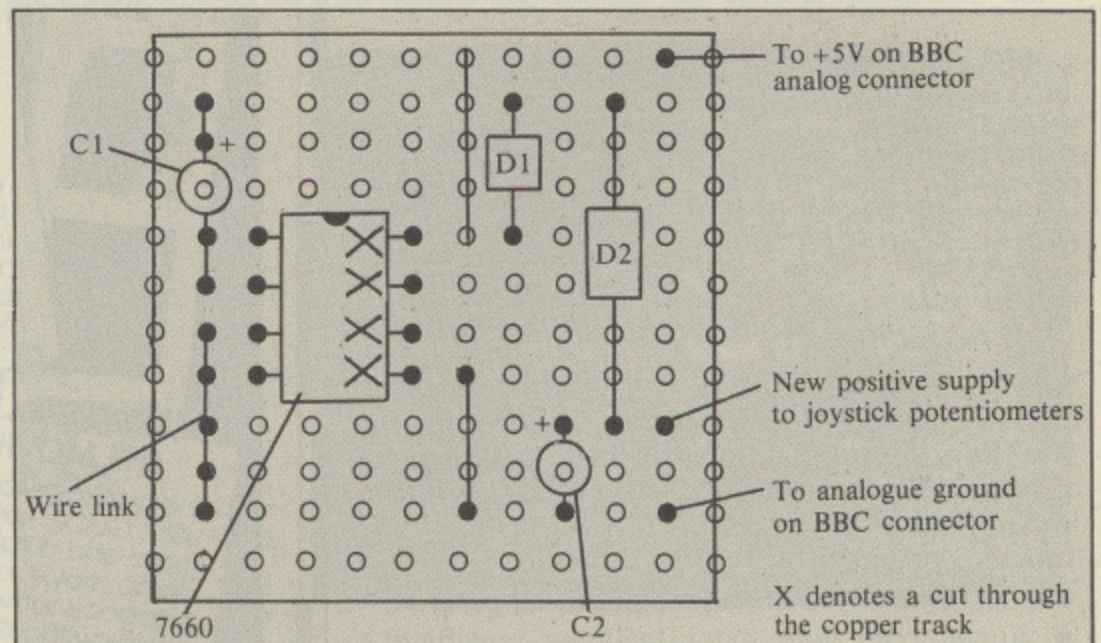 To +5V on BBC
analog connector
C1
+
D1
D2
New positive supply
to joystick potentiometers
+
Wire link
To analogue ground
on BBC connector
X denotes a cut through
the copper track
7660
C2